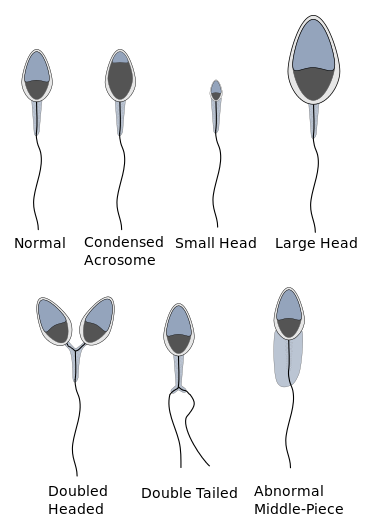 Normal
Condensed
Acrosome
Small Head
Large Head
Doubled
Headed
Double Tailed
Abnormal
Middle-Piece